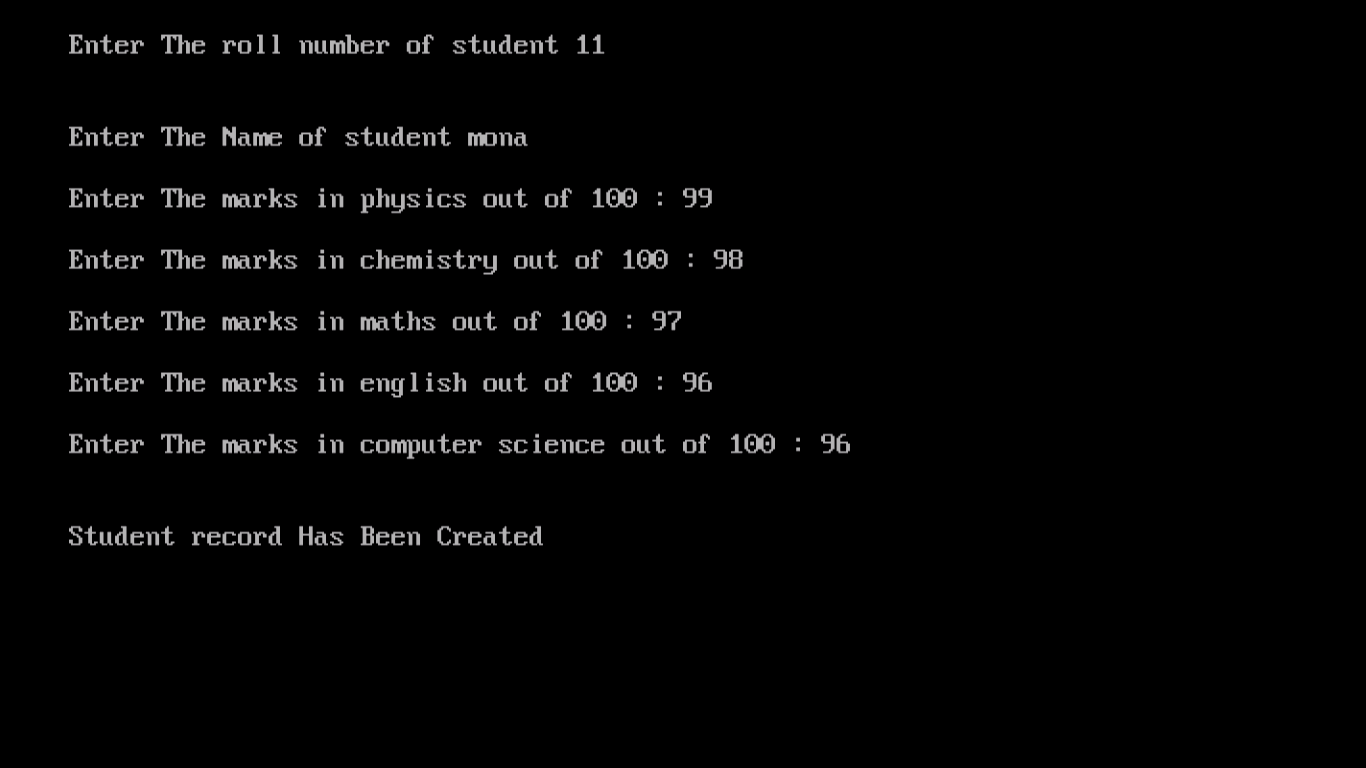 Enter The roll number of student 11
Enter The Name of student mona
Enter The marks in physics out of 100 : 99
Enter The marks in chemistry out of 100 : 98
Enter The marks in maths out of 100 : 97
Enter The marks in english out of 100 : 96
Enter The marks in computer science out of 100 : 96
Student record Has Been Created